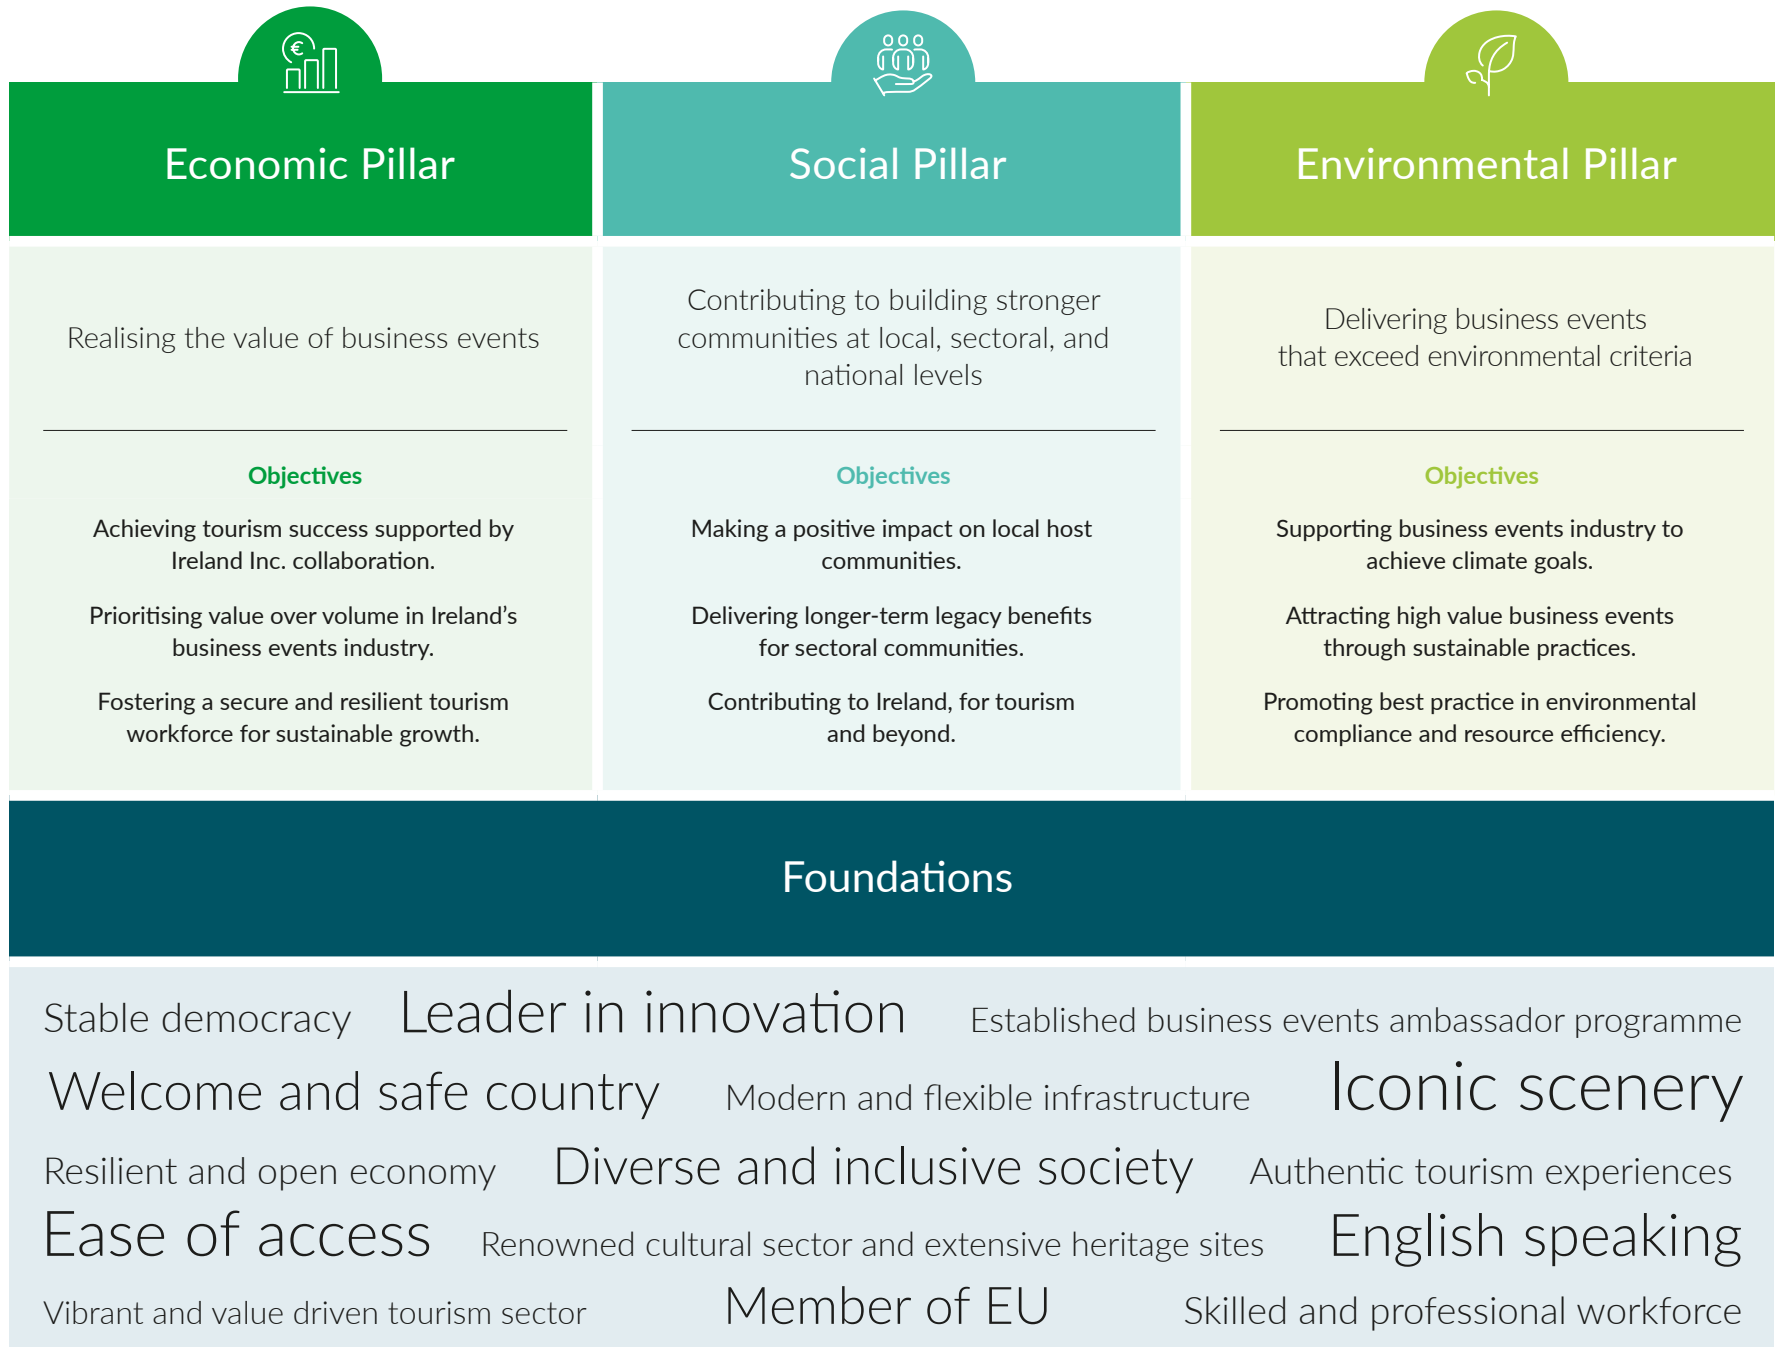 €
Economic Pillar
Realising the value of business events
Objectives
Achieving tourism success supported by
Ireland Inc. collaboration.
Prioritising value over volume in Ireland’s
business events industry.
Fostering a secure and resilient tourism
workforce for sustainable growth.
Social Pillar
Contributing to building stronger
communities at local, sectoral, and
national levels
Objectives
Making a positive impact on local host
communities.
Delivering longer-term legacy benefits
for sectoral communities.
Contributing to Ireland, for tourism
and beyond.
Environmental Pillar
Delivering business events
that exceed environmental criteria
Objectives
Supporting business events industry to
achieve climate goals.
Attracting high value business events
through sustainable practices.
Promoting best practice in environmental
compliance and resource efficiency.
Foundations
Stable democracy Leader in innovation Established business events ambassador programme
Welcome and safe country Modern and flexible infrastructure Iconic scenery
Resilient and open economy Diverse and inclusive society Authentic tourism experiences
Ease of access Renowned cultural sector and extensive heritage sites English speaking
Vibrant and value driven tourism sector Member of EU Skilled and professional workforce